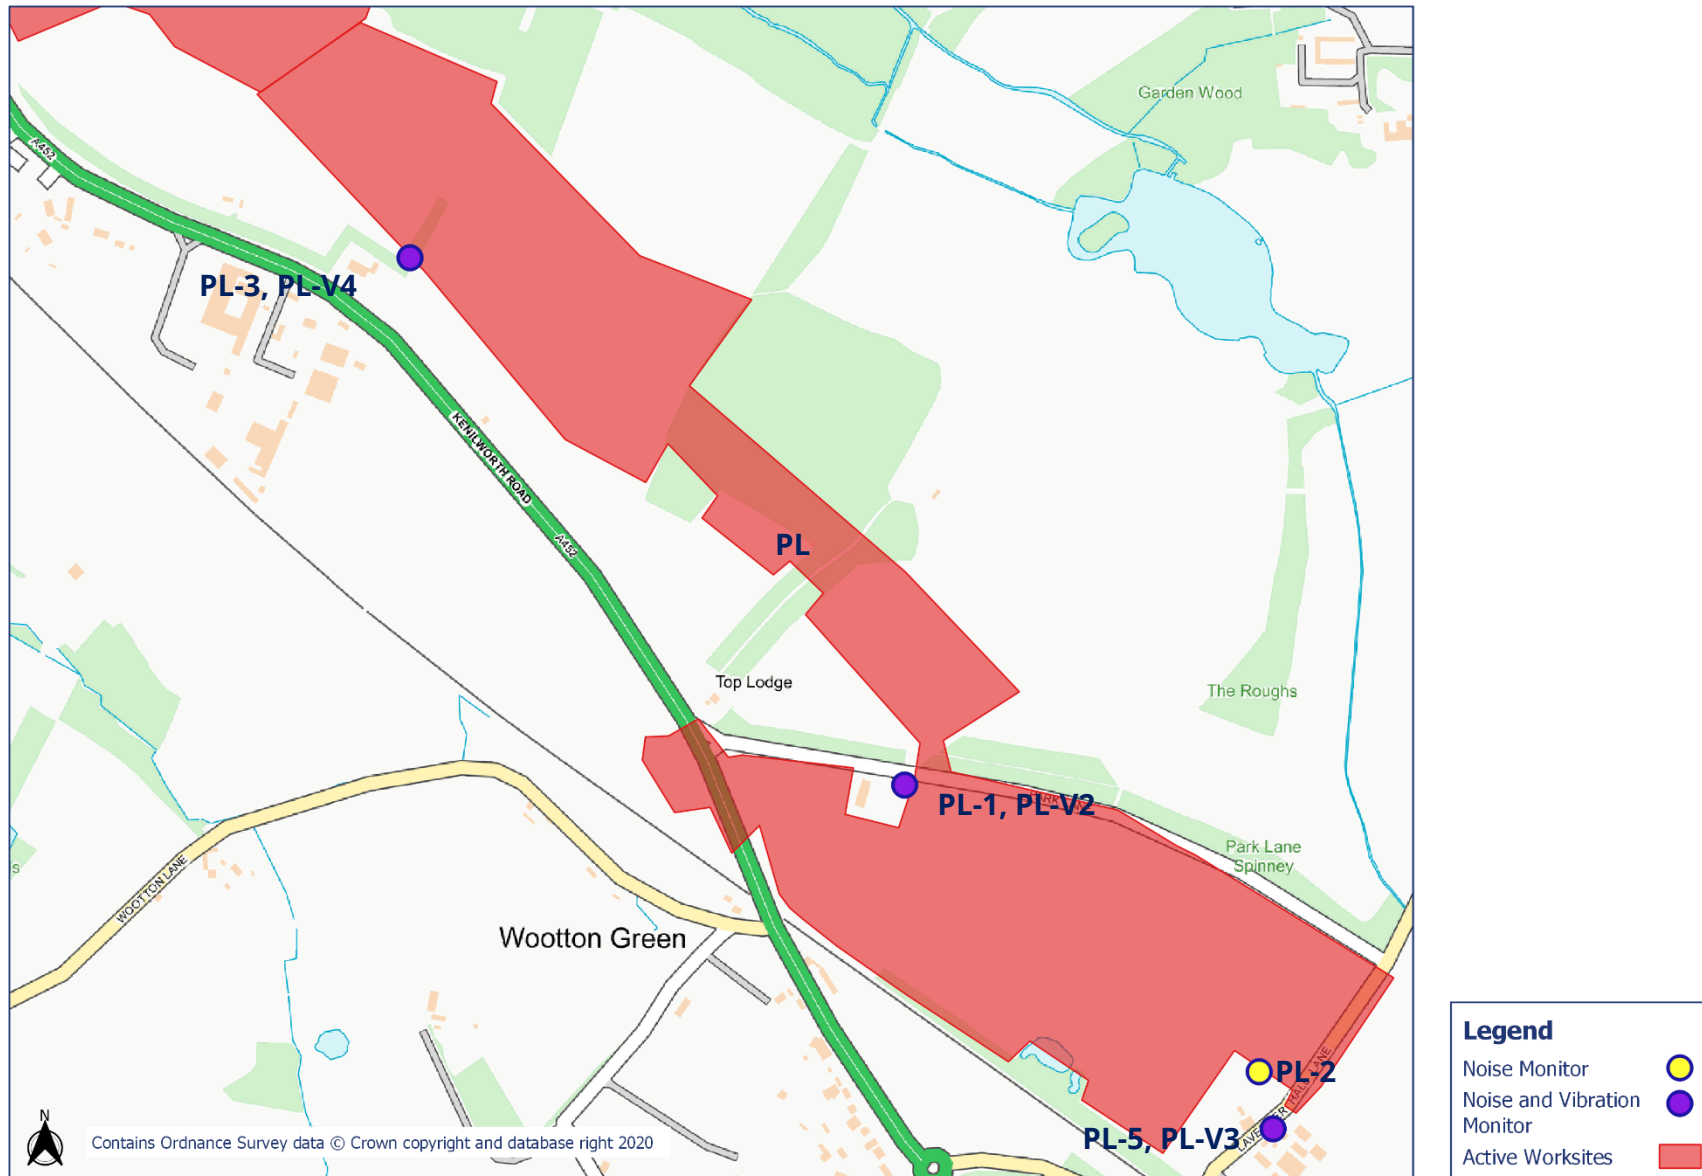 Garden Wood
A452
PL-3, PL-V4
KENILWORTH ROAD
A452
PL
Top Lodge
The Roughs
PL-1, PL-V2
Park Lane
Spinney
WOOTTON LANE
s
Wootton Green
PL-2
HALL LANE
PL-5, PL-V3
N
Contains Ordnance Survey data © Crown copyright and database right 2020
Legend
Noise Monitor
Noise and Vibration
Monitor
Active Worksites